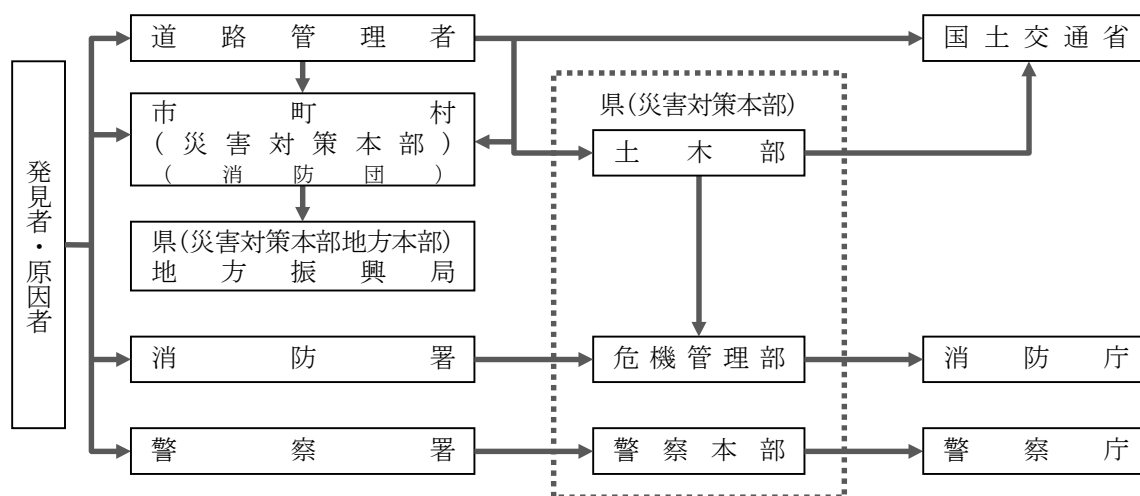 発見者・原因者
道路管理者
国土交通省
市町村
(災害対策本部)
(消防団)
県(災害対策本部)
土木部
県(災害対策本部地方本部)
地方振興局
消防署
危機管理部
消防庁
警察署
警察本部
警察庁